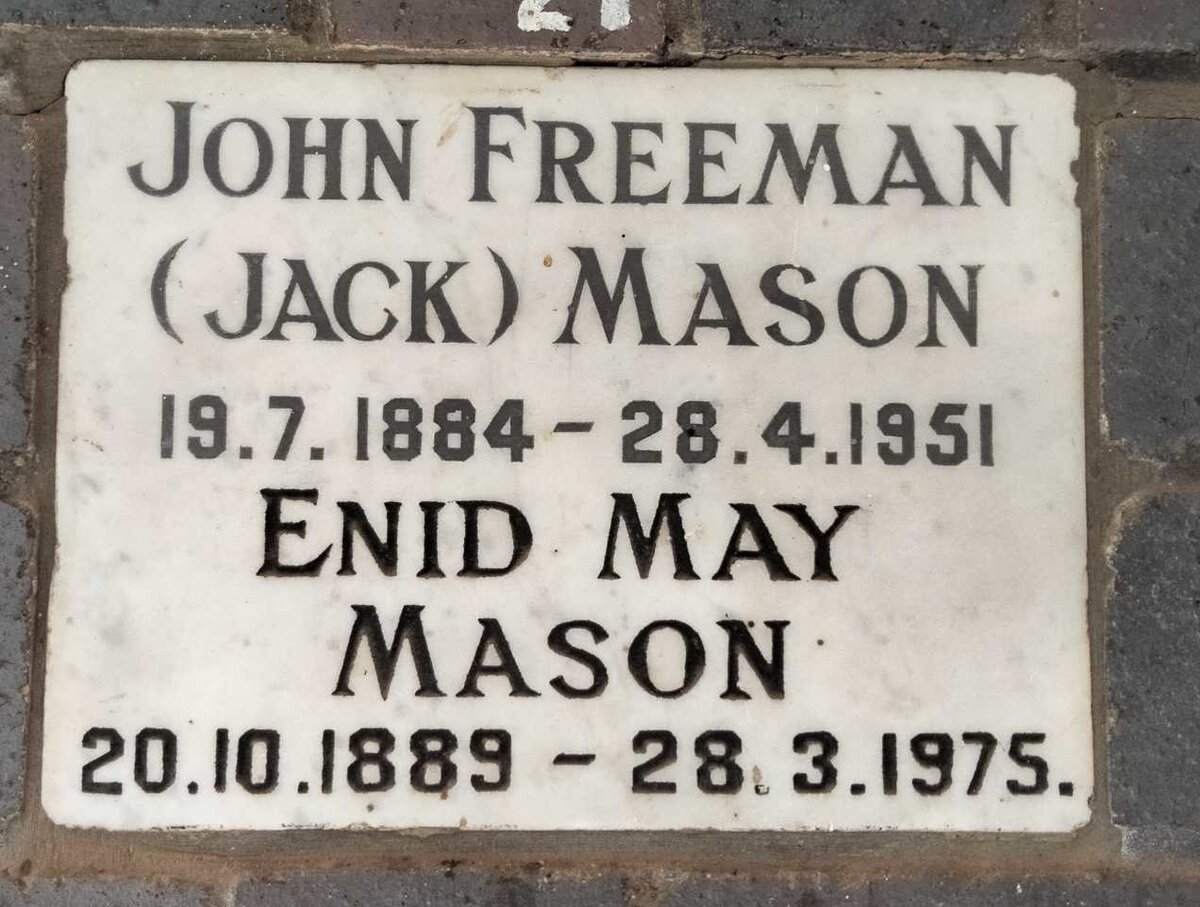 21
JOHN FREEMAN
(JACK) MASON
19.7.1884 - 28.4.1951
ENID MAY
MASON
20.10.1889 - 28.3.1975.